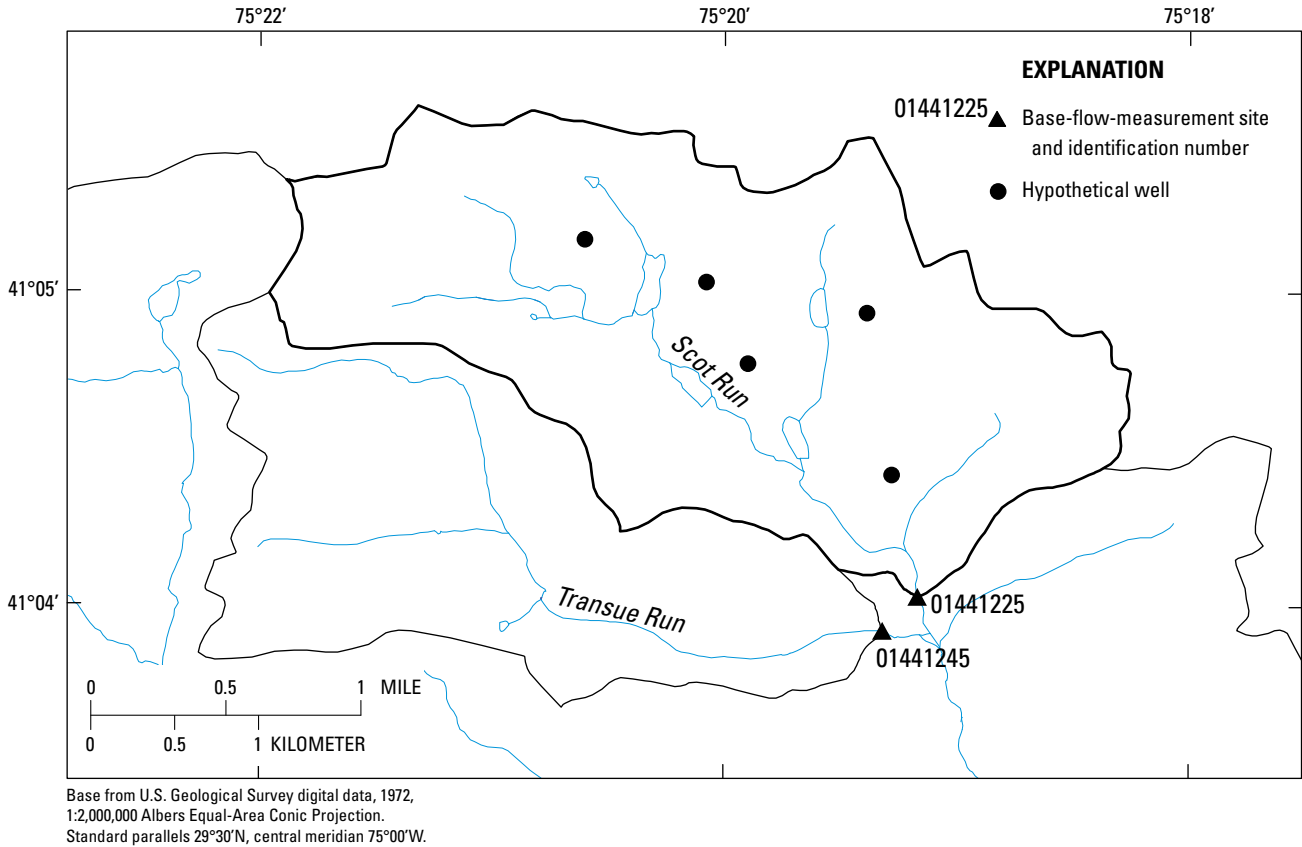 75°22′
75°20′
75°18′
EXPLANATION
01441225
Base-flow-measurement site
and identification number
Hypothetical well
41°05′
Scot Run
41°04′
Transue Run
01441225
01441245
0 0.5 1 MILE
0 0.5 1 KILOMETER
Base from U.S. Geological Survey digital data, 1972,
1:2,000,000 Albers Equal-Area Conic Projection.
Standard parallels 29°30′N, central meridian 75°00′W.